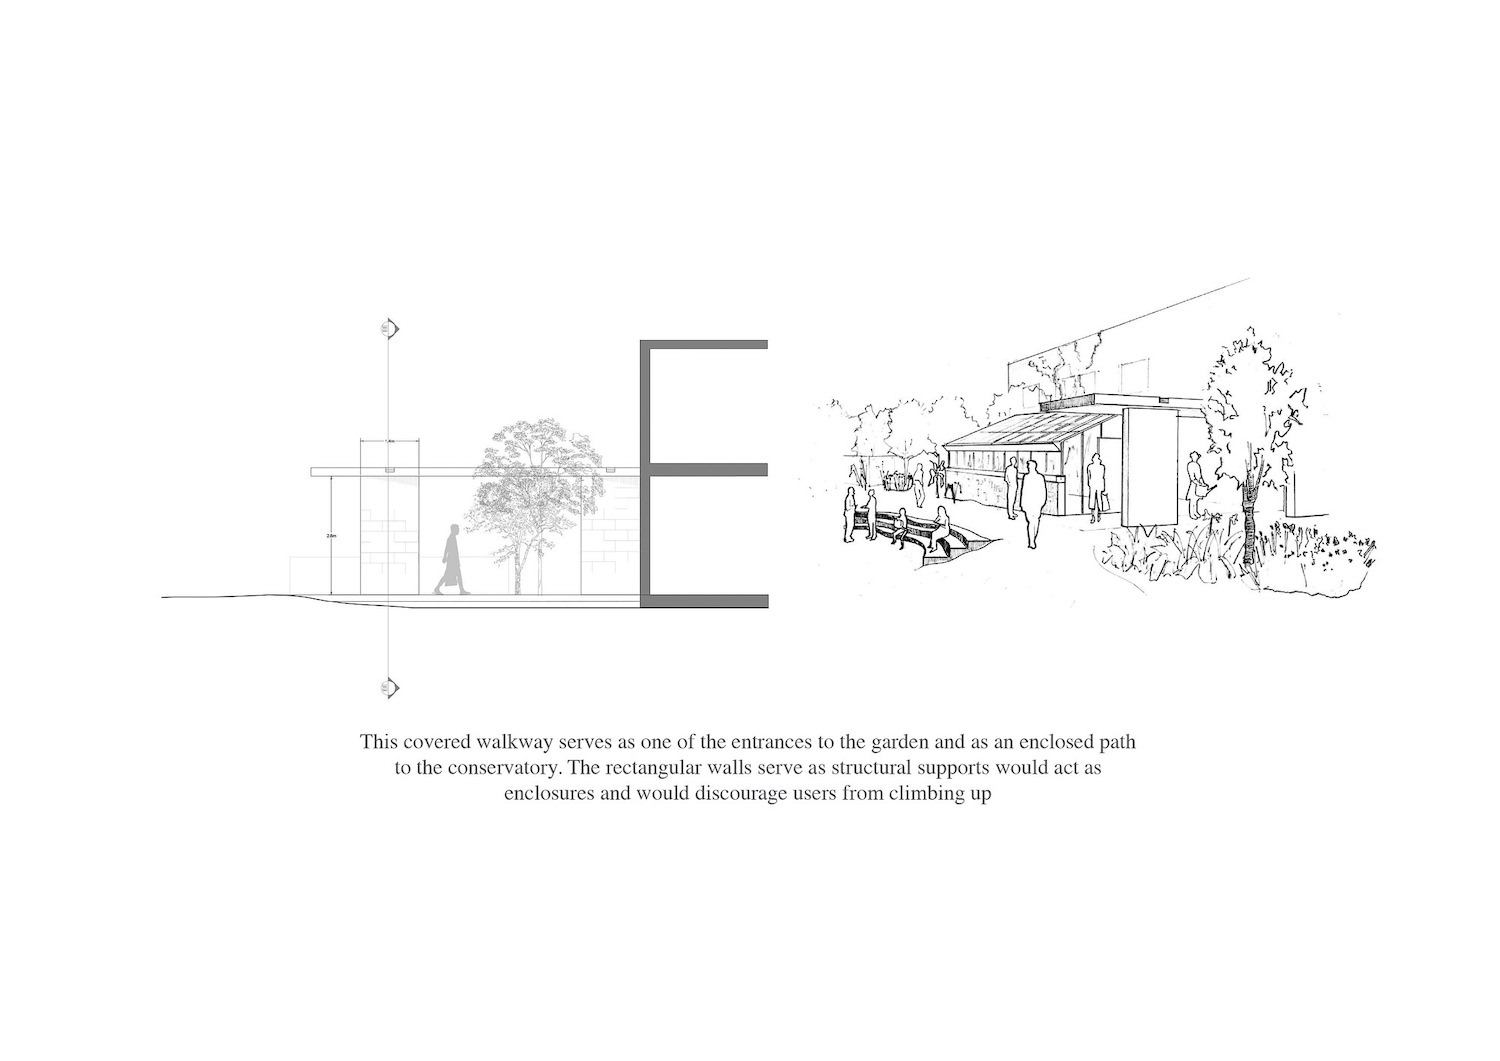 2.6m
This covered walkway serves as one of the entrances to the garden and as an enclosed path
to the conservatory. The rectangular walls serve as structural supports would act as
enclosures and would discourage users from climbing up